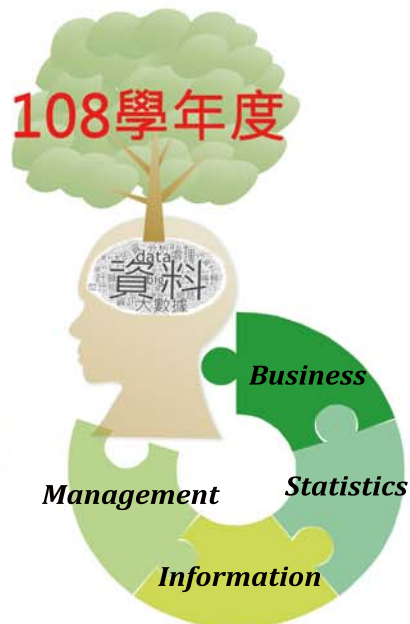 108學年度
data
資料
大數據
Business
Statistics
Management
Information